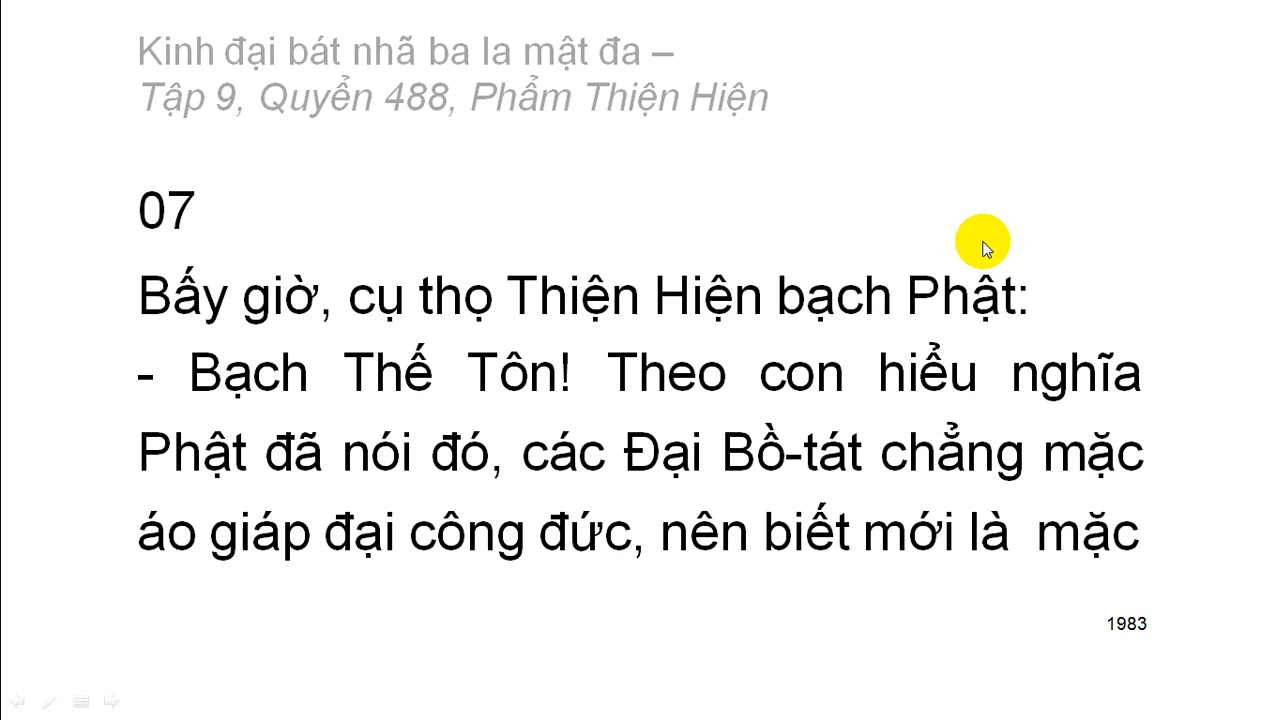 Kinh đại bát nhã ba la mật đa –
Tập 9, Quyển 488, Phẩm Thiện Hiện
07
Bấy giờ, cụ thọ Thiện Hiện bạch Phật:
- Bạch Thế Tôn! Theo con hiểu nghĩa
Phật đã nói đó, các Đại Bồ-tát chẳng mặc
áo giáp đại công đức, nên biết mới là mặc
1983